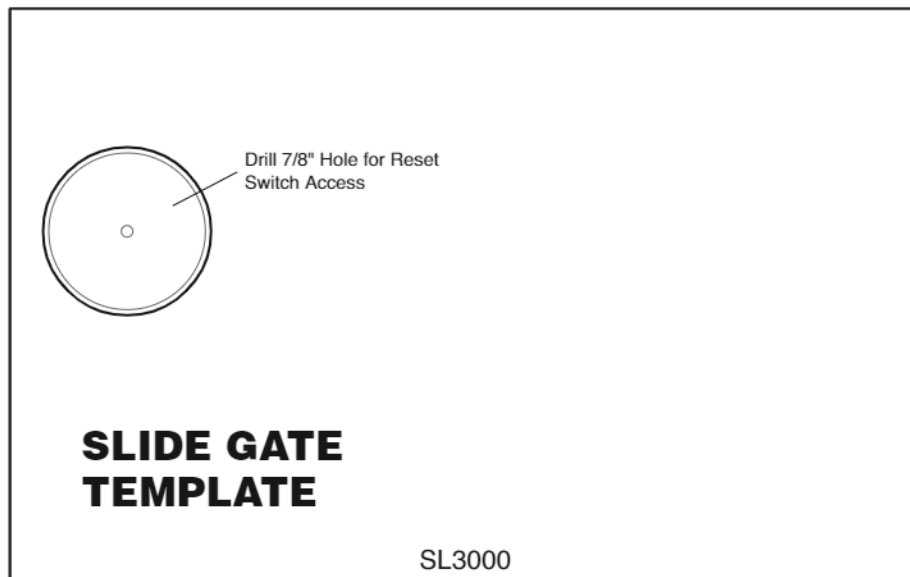 Drill 7/8" Hole for Reset
Switch Access
SLIDE GATE
TEMPLATE
SL3000